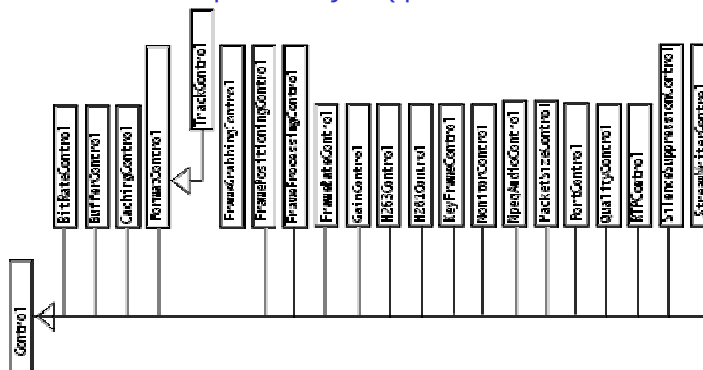 Control
BitRateControl
BufferControl
CachingControl
FormatControl
TrackControl
FrameGrabbingControl
FramePositioningControl
FrameProcessingControl
FrameRateControl
GainControl
H263Control
H261Control
KeyFrameControl
MonitorControl
MpegAudioControl
PacketSizeControl
PortControl
QualityControl
RTPControl
SilenceSuppressionControl
StreamWriterControl